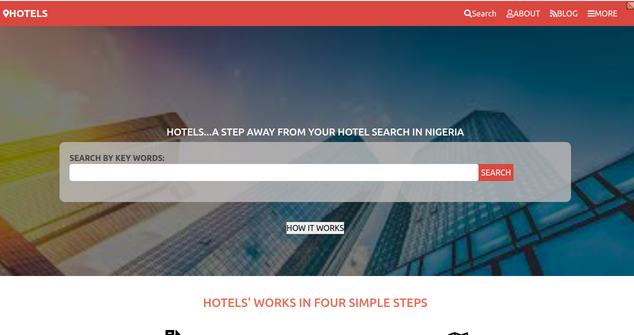 HOTELS Search ABOUT BLOG MORE
HOTELS...A STEP AWAY FROM YOUR HOTEL SEARCH IN NIGERIA
SEARCH BY KEY WORDS:
SEARCH
HOW IT WORKS
HOTELS' WORKS IN FOUR SIMPLE STEPS